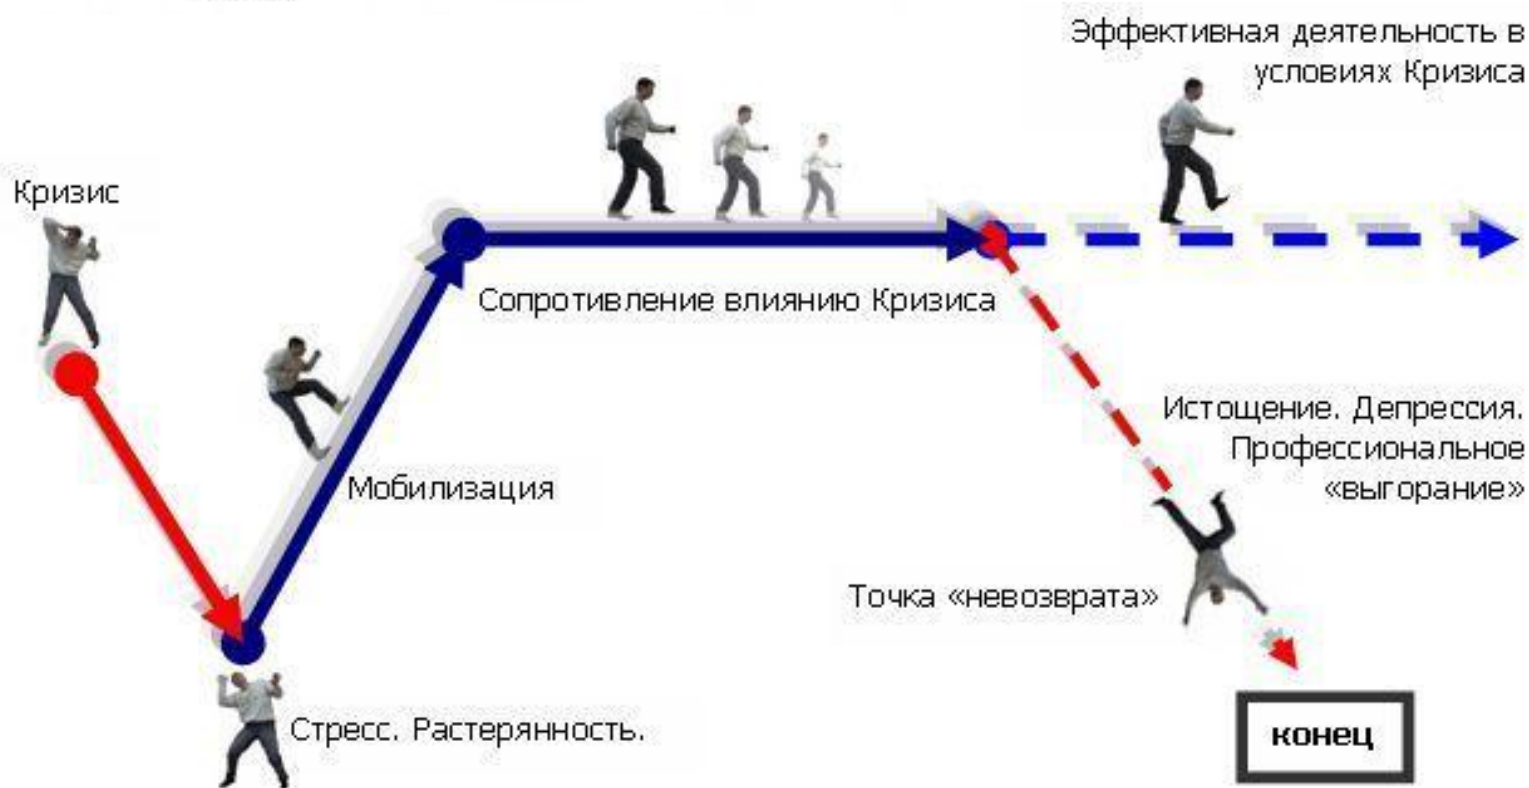 Эффективная деятельность в
условиях Кризиса
Кризис
Сопротивление влиянию Кризиса
Истощение. Депрессия.
Профессиональное
«выгорание»
Мобилизация
Точка «невозврата»
Стресс. Растерянность.
конец